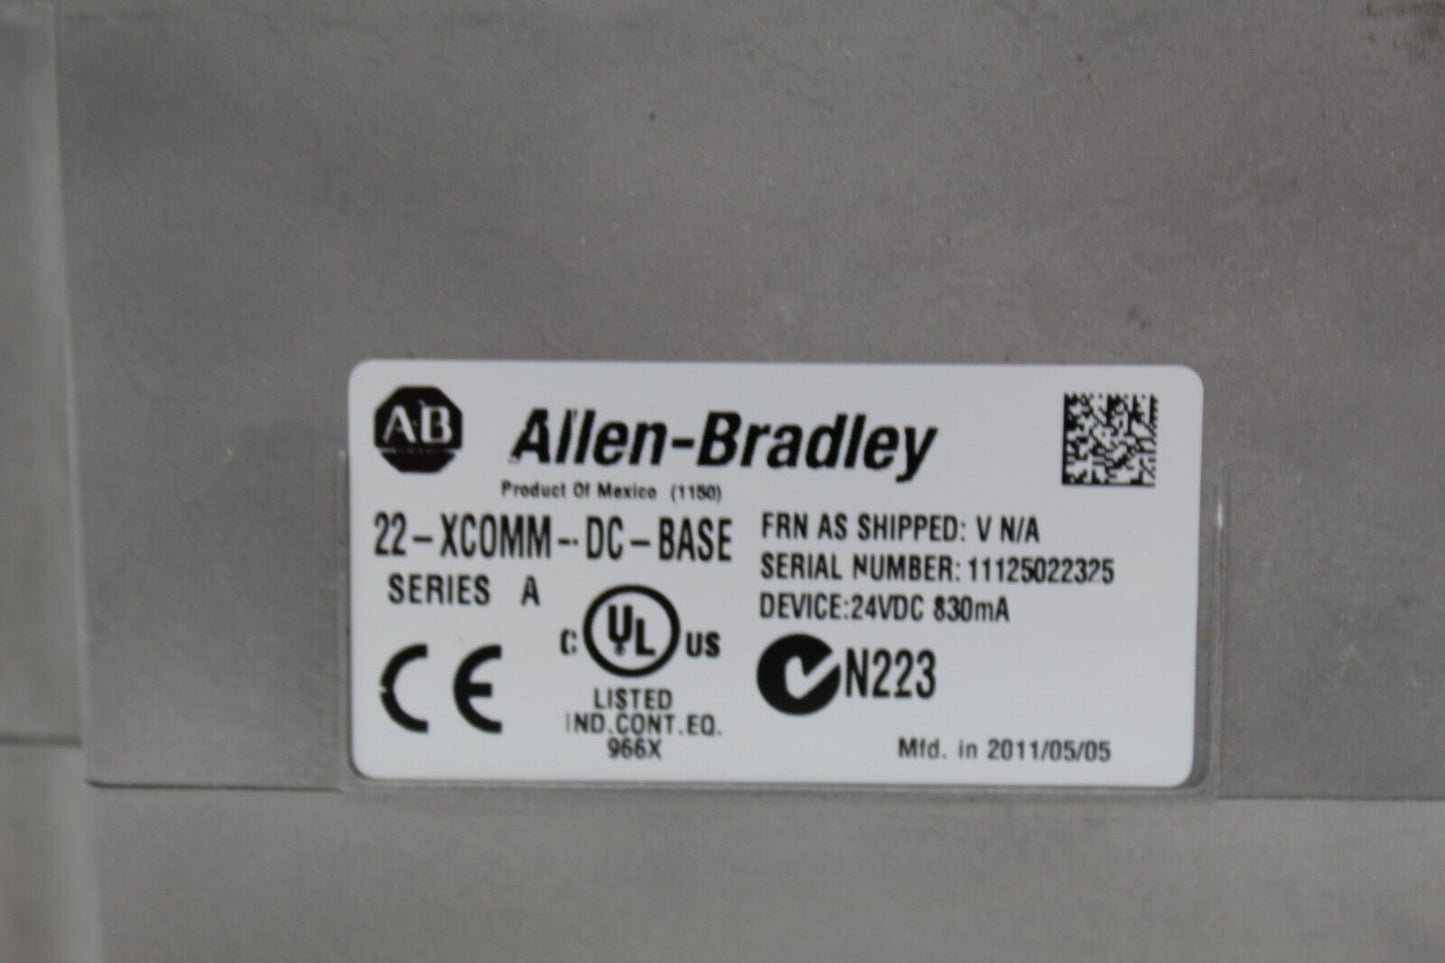 AB
Allen-Bradley
Product Of Mexico (1150)
22-XCOMM-DC-BASE
SERIES A
FRN AS SHIPPED: V N/A
SERIAL NUMBER: 11125022325
DEVICE:24VDC 830mA
CE
C UL US
LISTED
IND.CONT.EQ.
966X
N223
Mfd. in 2011/05/05